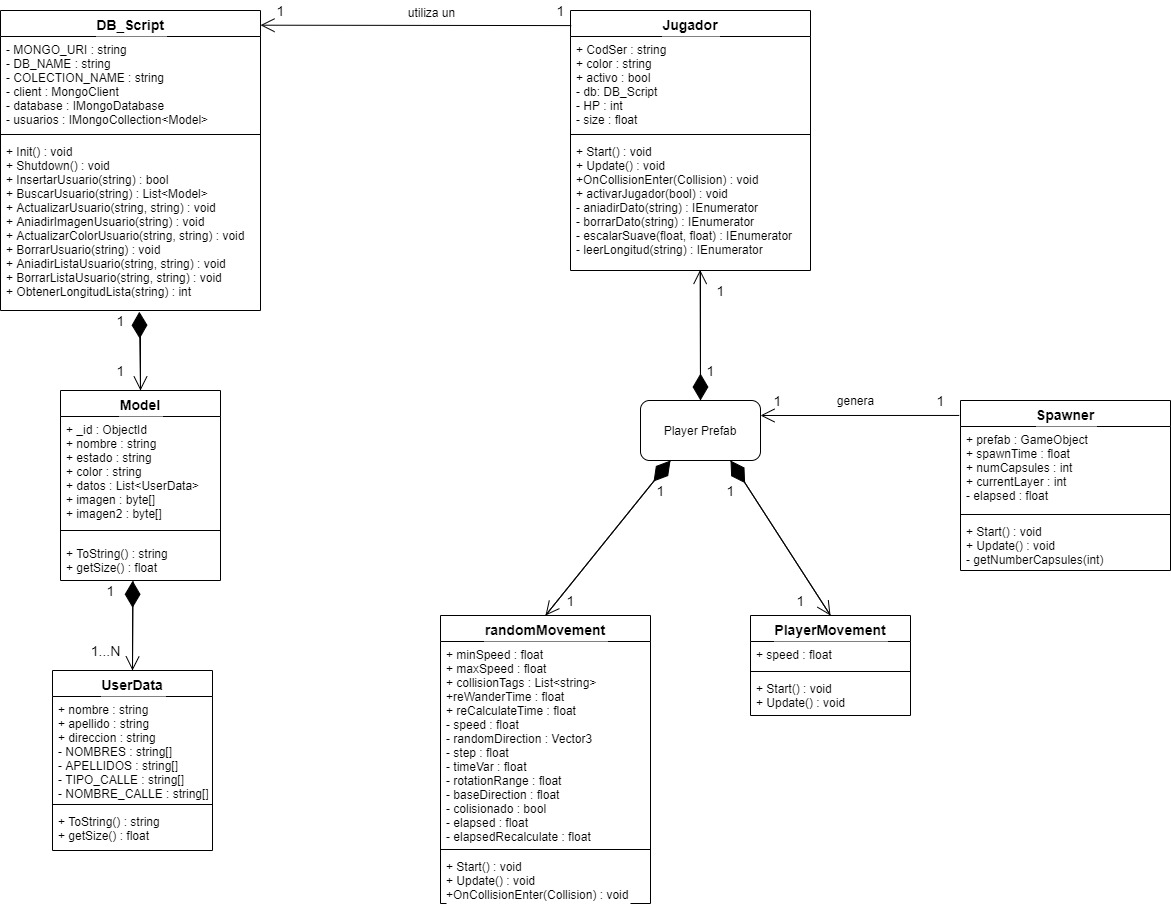 DB_Script
- MONGO_URI : string
- DB_NAME : string
- COLECTION_NAME : string
- client : MongoClient
- database : IMongoDatabase
- usuarios : IMongoCollection<Model>
+ Init() : void
+ Shutdown() : void
+ InsertarUsuario(string) : bool
+ BuscarUsuario(string) : List<Model>
+ ActualizarUsuario(string, string) : void
+ AniadirImagenUsuario(string) : void
+ ActualizarColorUsuario(string, string) : void
+ BorrarUsuario(string) : void
+ AniadirListaUsuario(string, string) : void
+ BorrarListaUsuario(string, string) : void
+ ObtenerLongitudLista(string) : int
1
utiliza un
1
Jugador
+ CodSer : string
+ color : string
+ activo : bool
- db: DB_Script
- HP : int
- size : float
+ Start() : void
+ Update() : void
+OnCollisionEnter(Collision) : void
+ activarJugador(bool) : void
- aniadirDato(string) : IEnumerator
- borrarDato(string) : IEnumerator
- escalarSuave(float, float) : IEnumerator
- leerLongitud(string) : IEnumerator
1
1
Model
+ _id : ObjectId
+ nombre : string
+ estado : string
+ color : string
+ datos : List<UserData>
+ imagen : byte[]
+ imagen2 : byte[]
+ ToString() : string
+ getSize() : float
1
1...N
UserData
+ nombre : string
+ apellido : string
+ direccion : string
- NOMBRES : string[]
- APELLIDOS : string[]
- TIPO_CALLE : string[]
- NOMBRE_CALLE : string[]
+ ToString() : string
+ getSize() : float
1
1
Player Prefab
1
genera
1
Spawner
+ prefab : GameObject
+ spawnTime : float
+ numCapsules : int
+ currentLayer : int
- elapsed : float
+ Start() : void
+ Update() : void
- getNumberCapsules(int)
1
1
1
1
randomMovement
+ minSpeed : float
+ maxSpeed : float
+ collisionTags : List<string>
+reWanderTime : float
+ reCalculateTime : float
- speed : float
- randomDirection : Vector3
- step : float
- timeVar : float
- rotationRange : float
- baseDirection : float
- colisionado : bool
- elapsed : float
- elapsedRecalculate : float
+ Start() : void
+ Update() : void
+OnCollisionEnter(Collision) : void
PlayerMovement
+ speed : float
+ Start() : void
+ Update() : void